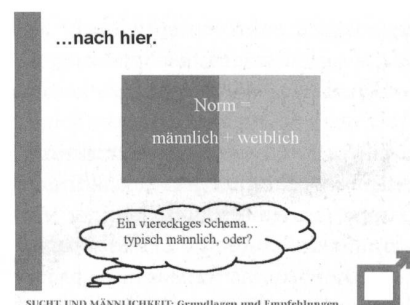 …nach hier.
Norm =
männlich + weiblich
Ein viereckiges Schema…
typisch männlich, oder?
SUCHT UND MÄNNLICHKEIT: Grundlagen und Empfehlungen